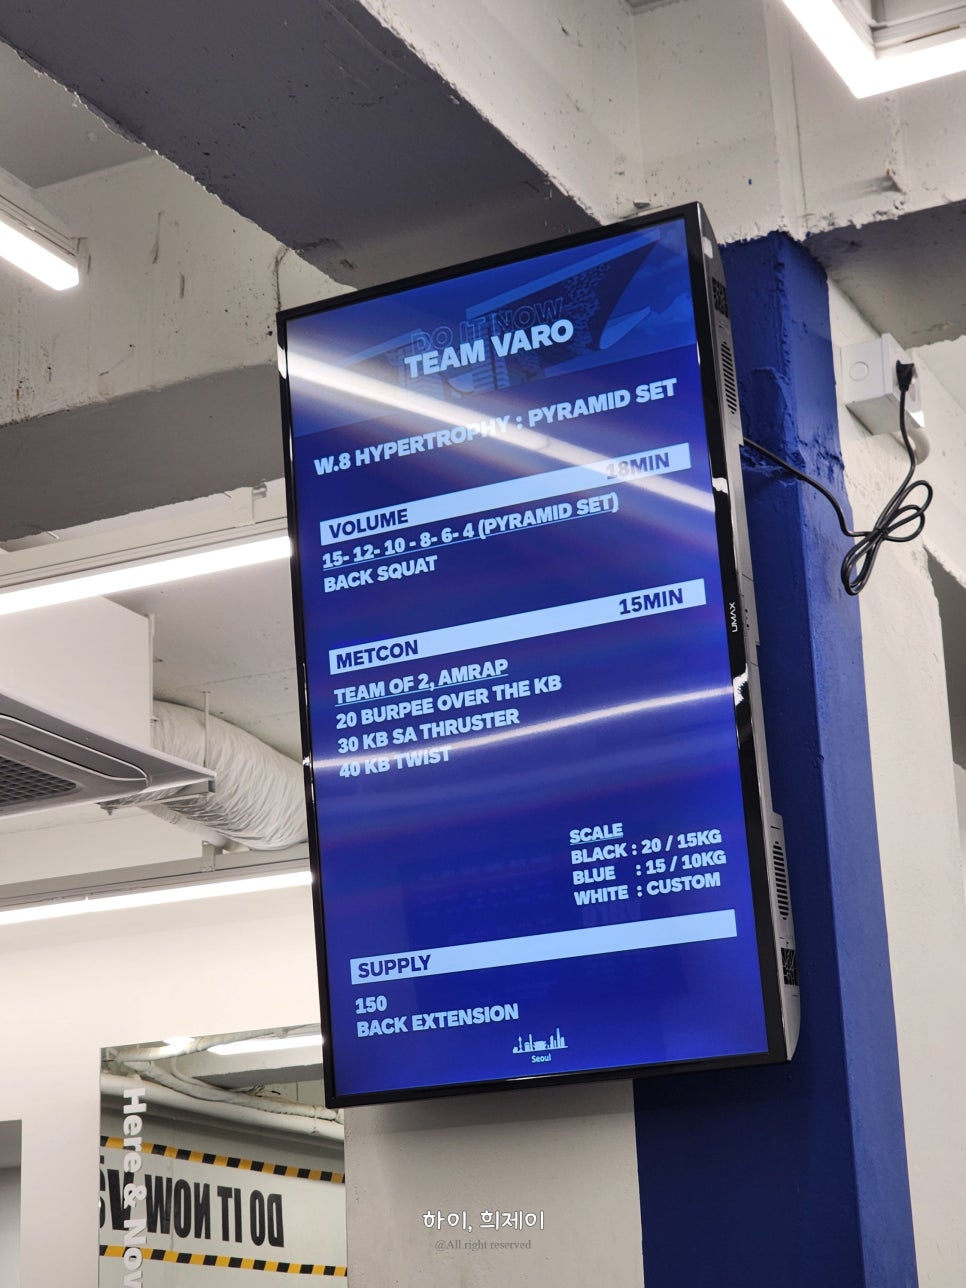 DO IT NOW
TEAM VARO
W.8 HYPERTROPHY : PYRAMID SET
VOLUME 18MIN
15- 12- 10 - 8- 6- 4 (PYRAMID SET)
BACK SQUAT
METCON 15MIN
TEAM OF 2, AMRAP
20 BURPEE OVER THE KB
30 KB SA THRUSTER
40 KB TWIST
SCALE
BLACK : 20 / 15KG
BLUE : 15 / 10KG
WHITE : CUSTOM
SUPPLY
150
BACK EXTENSION
Seoul
UMAX
Here & Now
DO IT NOW
하이, 희제이
@All right reserved